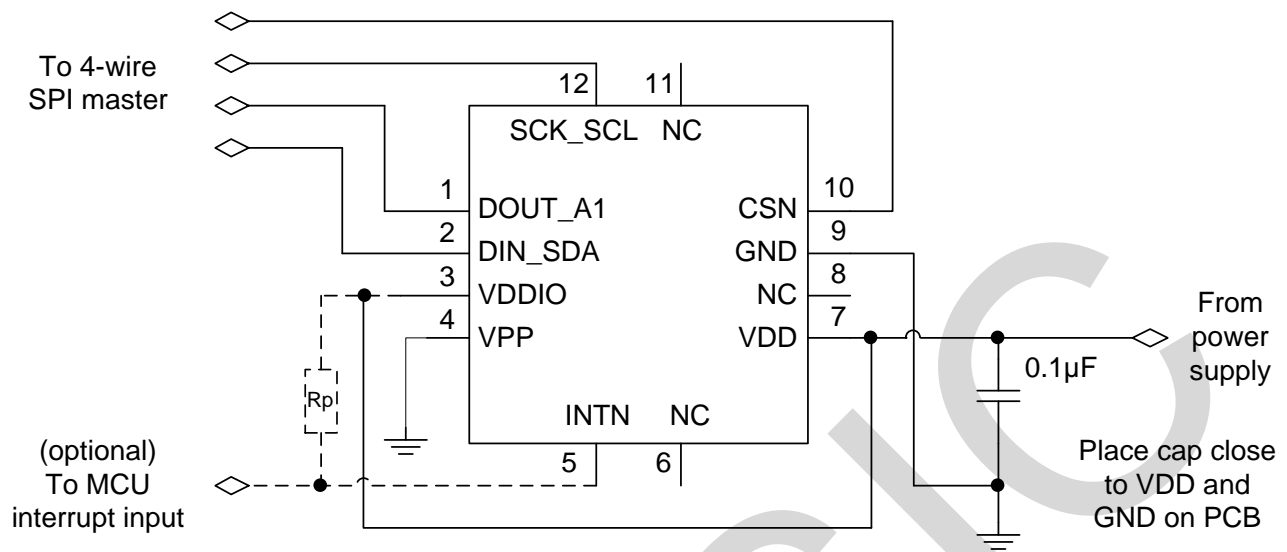 To 4-wire
SPI master
12
11
SCK_SCL NC
1
DOUT_A1
2
DIN_SDA
3
VDDIO
4
VPP
10
CSN
9
GND
8
NC
7
VDD
From
power
supply
0.1µF
Rp
INTN NC
5
6
(optional)
To MCU
interrupt input
Place cap close
to VDD and
GND on PCB